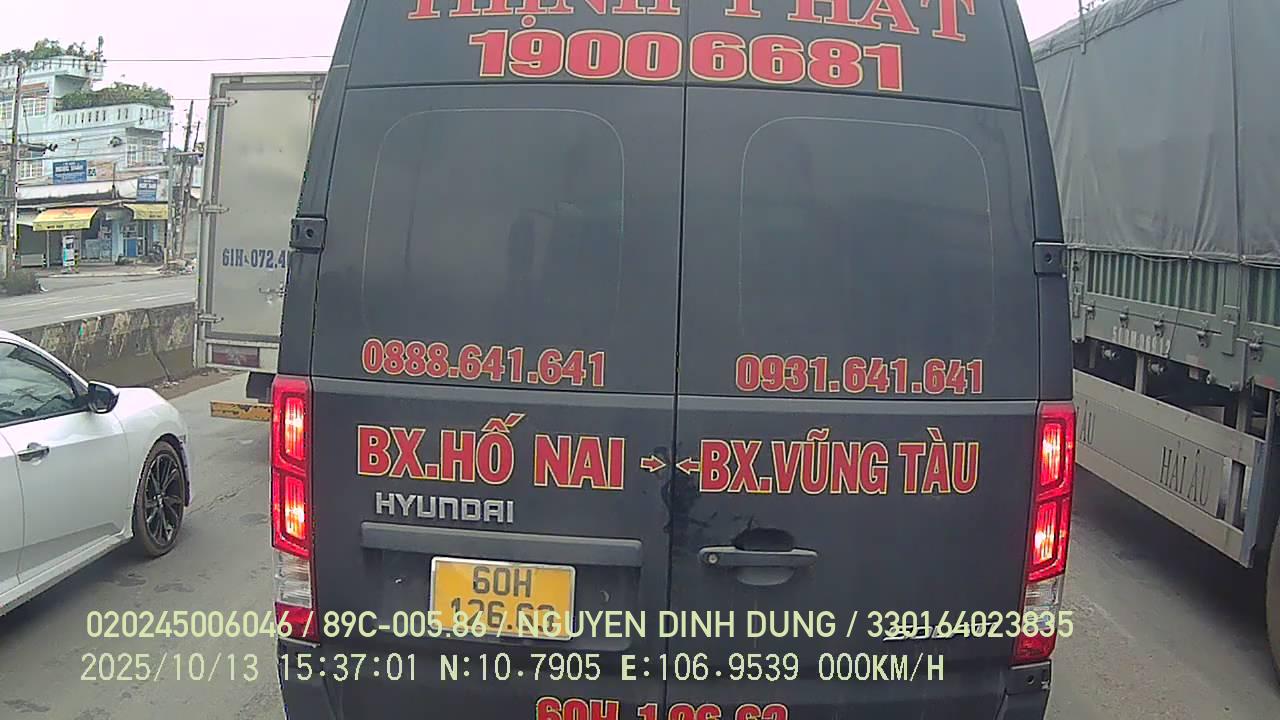 THỊNH PHÁT
19006681
61H-072.4
0888.641.641
0931.641.641
BX.HỐ NAI → ← BX.VŨNG TÀU
HYUNDAI
HẢI ÂU
60H
020245006046 / 89C-005.86 / NGUYEN DINH DUNG / 330164023835
2025/10/13 15:37:01 N:10.7905 E:106.9539 000KM/H